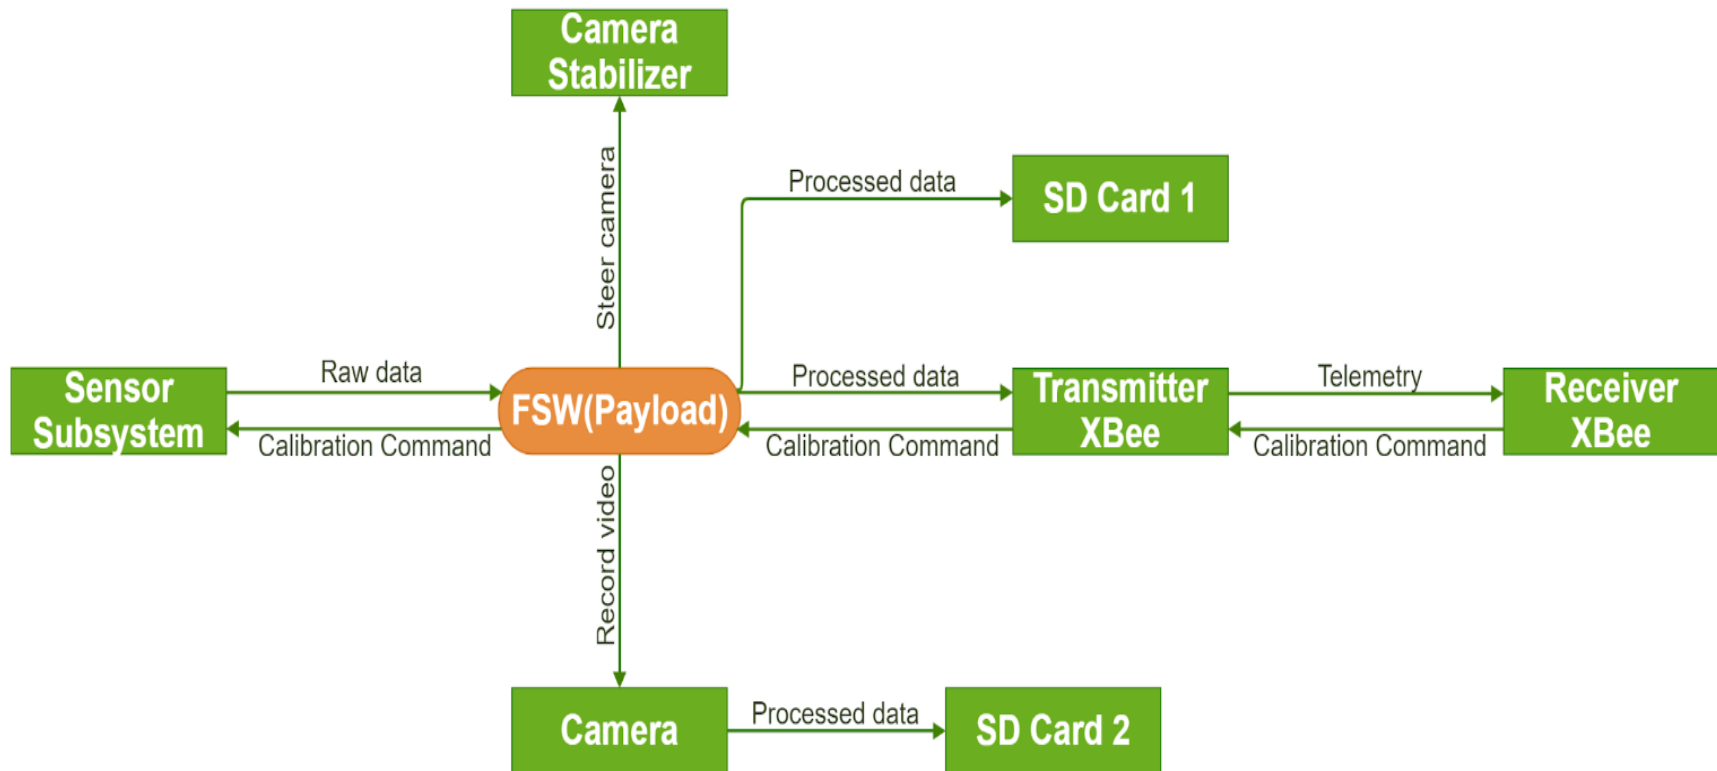 Camera
Stabilizer
Steer camera
Processed data
SD Card 1
Sensor
Subsystem
Raw data
Calibration Command
FSW(Payload)
Processed data
Calibration Command
Transmitter
XBee
Telemetry
Calibration Command
Receiver
XBee
Record video
Camera
Processed data
SD Card 2